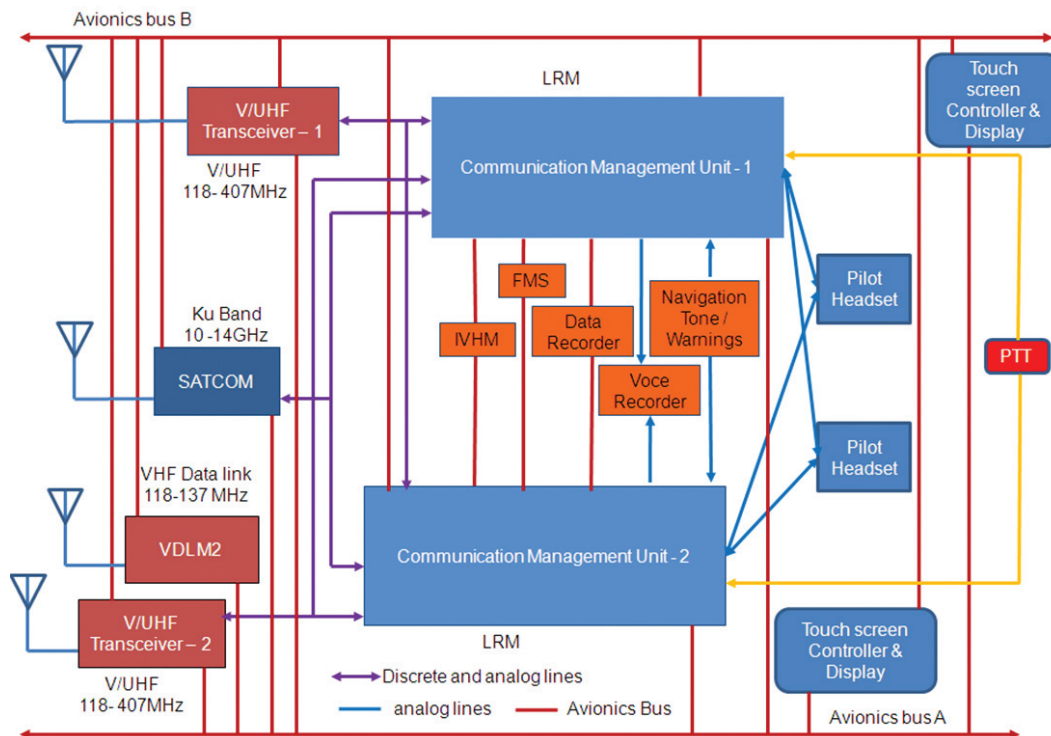 Avionics bus B
LRM
Touch
screen
Controller &
Display
V/UHF
Transceiver – 1
V/UHF
118- 407MHz
Communication Management Unit - 1
Pilot
Headset
FMS
IVHM
Data
Recorder
Navigation
Tone /
Warnings
Voce
Recorder
PTT
Ku Band
10 -14GHz
SATCOM
Pilot
Headset
VHF Data link
118-137 MHz
VDLM2
Communication Management Unit - 2
V/UHF
Transceiver – 2
V/UHF
118- 407MHz
LRM
Touch screen
Controller &
Display
Discrete and analog lines
analog lines
Avionics Bus
Avionics bus A